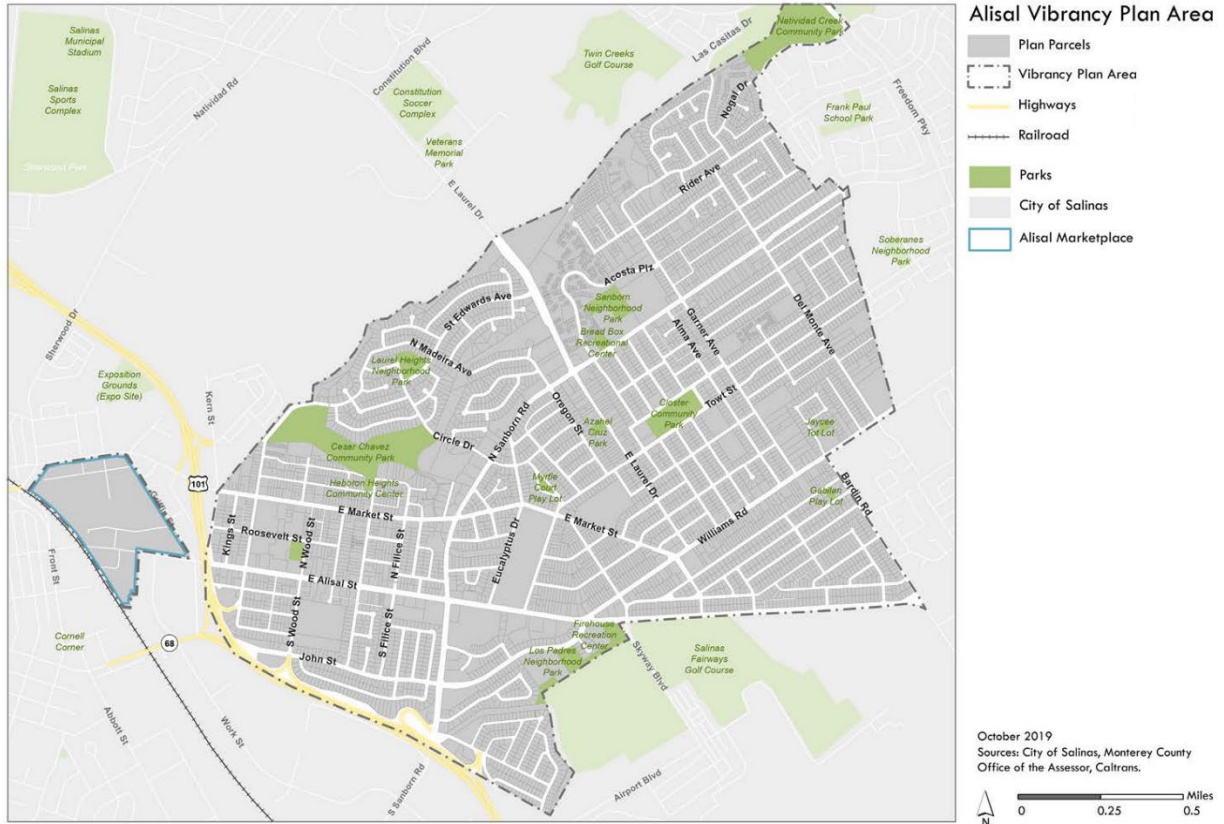 Alisal Vibrancy Plan Area
Plan Parcels
Vibrancy Plan Area
Highways
Railroad
Parks
City of Salinas
Alisal Marketplace
October 2019
Sources: City of Salinas, Monterey County
Office of the Assessor, Caltrans.
Miles
0
0.25
0.5
N
Salinas
Municipal
Stadium
Salinas
Sports
Complex
Natividad Rd
Constitution Blvd
Constitution
Soccer
Complex
Veterans
Memorial
Park
E Laurel Dr
Twin Creeks
Golf Course
Las Casitas Dr
Natividad Creek
Community Park
Nogal Dr
Frank Paul
School Park
Freedom Pky
Rider Ave
Soberanes
Neighborhood
Park
Acosta Plz
Sanborn
Neighborhood
Park
Bread Box
Recreational
Center
St Edwards Ave
N Madeira Ave
Laurel Heights
Neighborhood
Park
Garner Ave
Alma Ave
Del Monte Ave
Towt St
Closter
Community
Park
Jaycee
Tot Lot
Sherwood Dr
Exposition
Grounds
(Expo Site)
Kern St
Circle Dr
N Sanborn Rd
Oregon St
Azahel
Cruz
Park
E Laurel Dr
Cesar Chavez
Community Park
Hebron Heights
Community Center
Myrtle
Court
Play Lot
Gabilan
Play Lot
Bardin Rd
101
Griffin St
Kings St
E Market St
Roosevelt St
N Wood St
N Filice St
Eucalyptus Dr
E Market St
Williams Rd
Front St
E Alisal St
S Wood St
S Filice St
John St
Cornell
Corner
68
Firehouse
Recreation
Center
Los Padres
Neighborhood
Park
Skyway Blvd
Salinas
Fairways
Golf Course
Abbott St
Work St
S Sanborn Rd
Airport Blvd